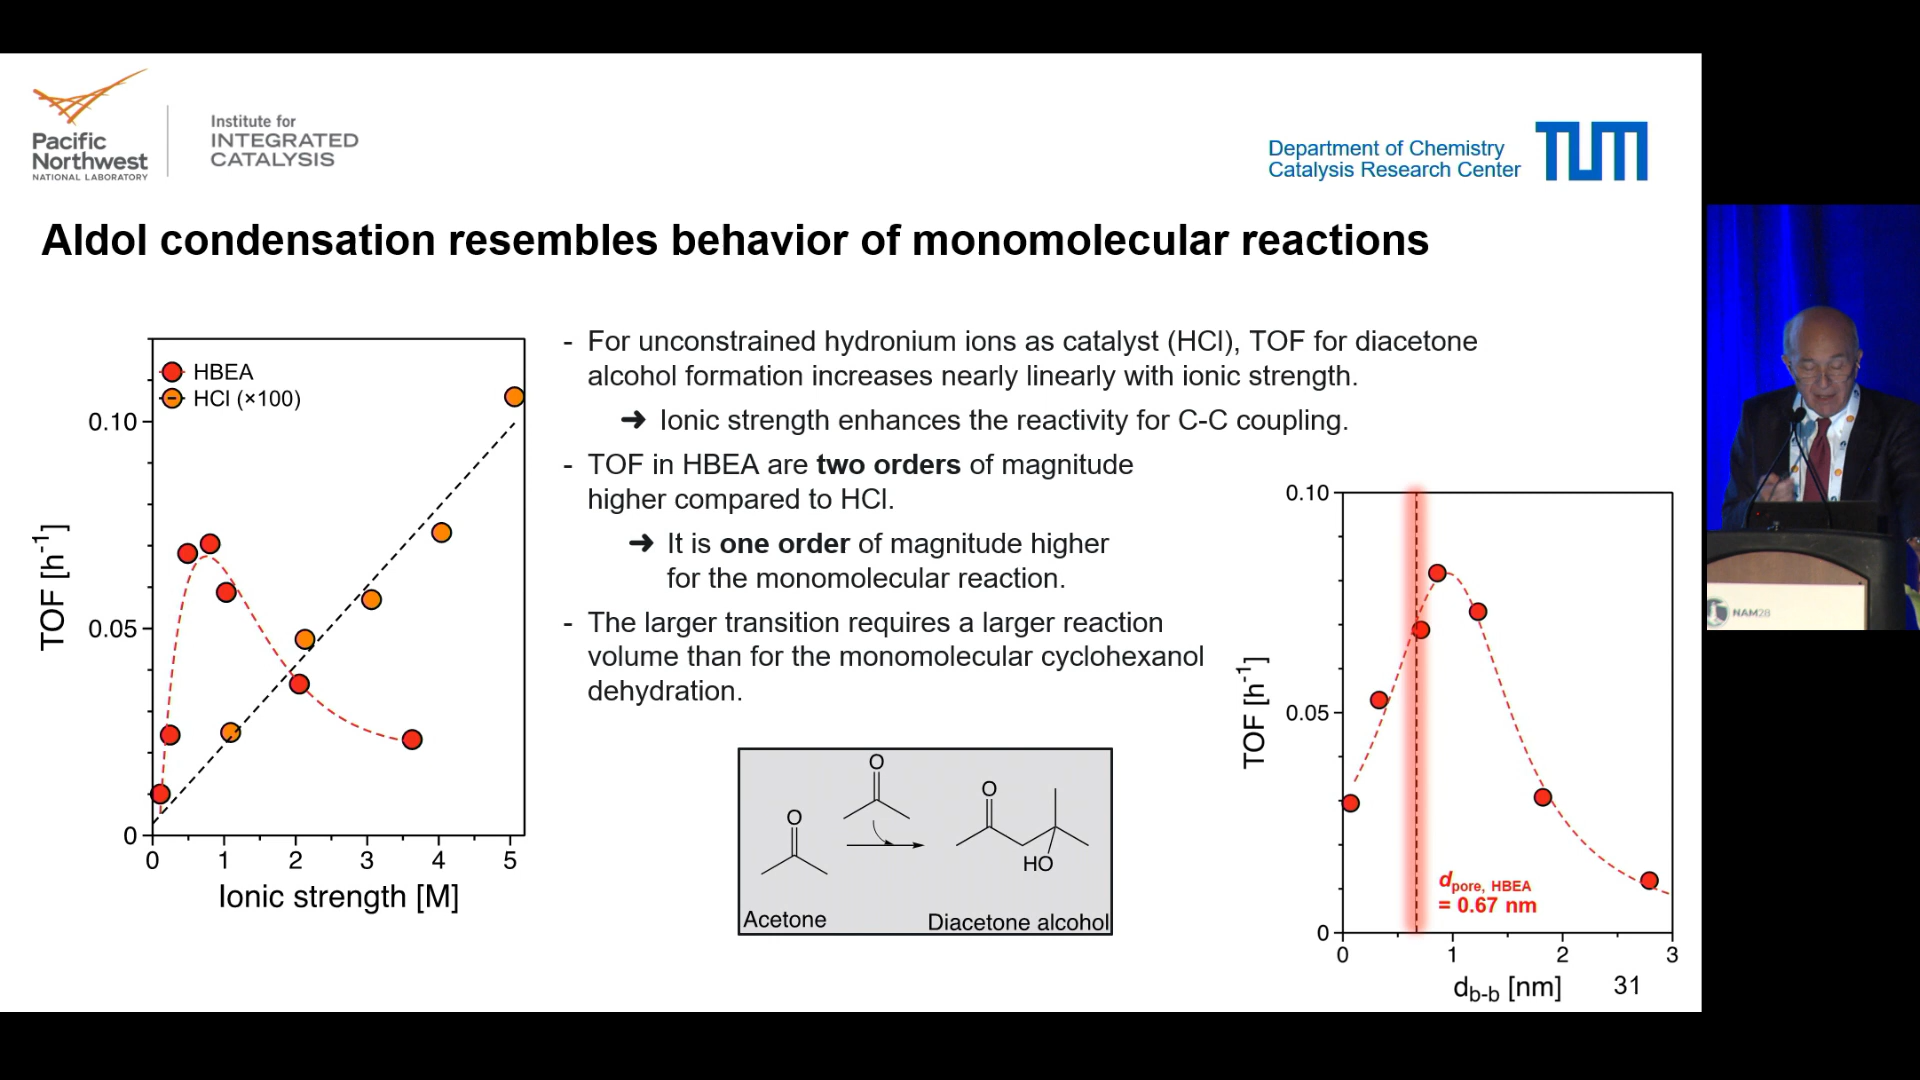 Pacific
Northwest
NATIONAL LABORATORY
Institute for
INTEGRATED
CATALYSIS
Department of Chemistry
Catalysis Research Center
TUM
Aldol condensation resembles behavior of monomolecular reactions
HBEA
HCl (×100)
0.10
0.05
0
0 1 2 3 4 5
TOF [h⁻¹]
Ionic strength [M]
- For unconstrained hydronium ions as catalyst (HCl), TOF for diacetone
alcohol formation increases nearly linearly with ionic strength.
➔ Ionic strength enhances the reactivity for C-C coupling.
- TOF in HBEA are two orders of magnitude
higher compared to HCl.
➔ It is one order of magnitude higher
for the monomolecular reaction.
- The larger transition requires a larger reaction
volume than for the monomolecular cyclohexanol
dehydration.
O
O
O
HO
Acetone
Diacetone alcohol
0.10
0.05
0
0 1 2 3
TOF [h⁻¹]
d_pore, HBEA
= 0.67 nm
d_b-b [nm]
31
NAM28